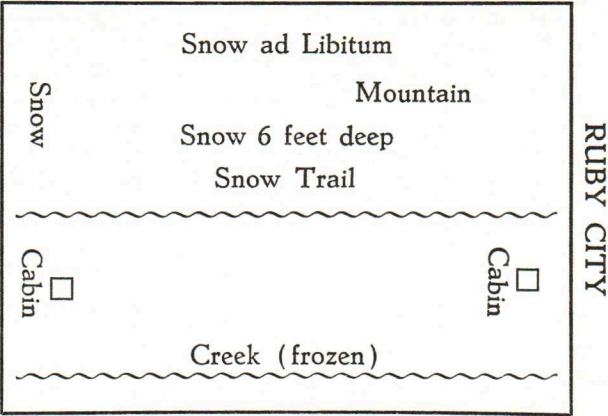 Snow ad Libitum
Mountain
Snow
Snow 6 feet deep
Snow Trail
RUBY CITY
Cabin
Cabin
Creek (frozen)